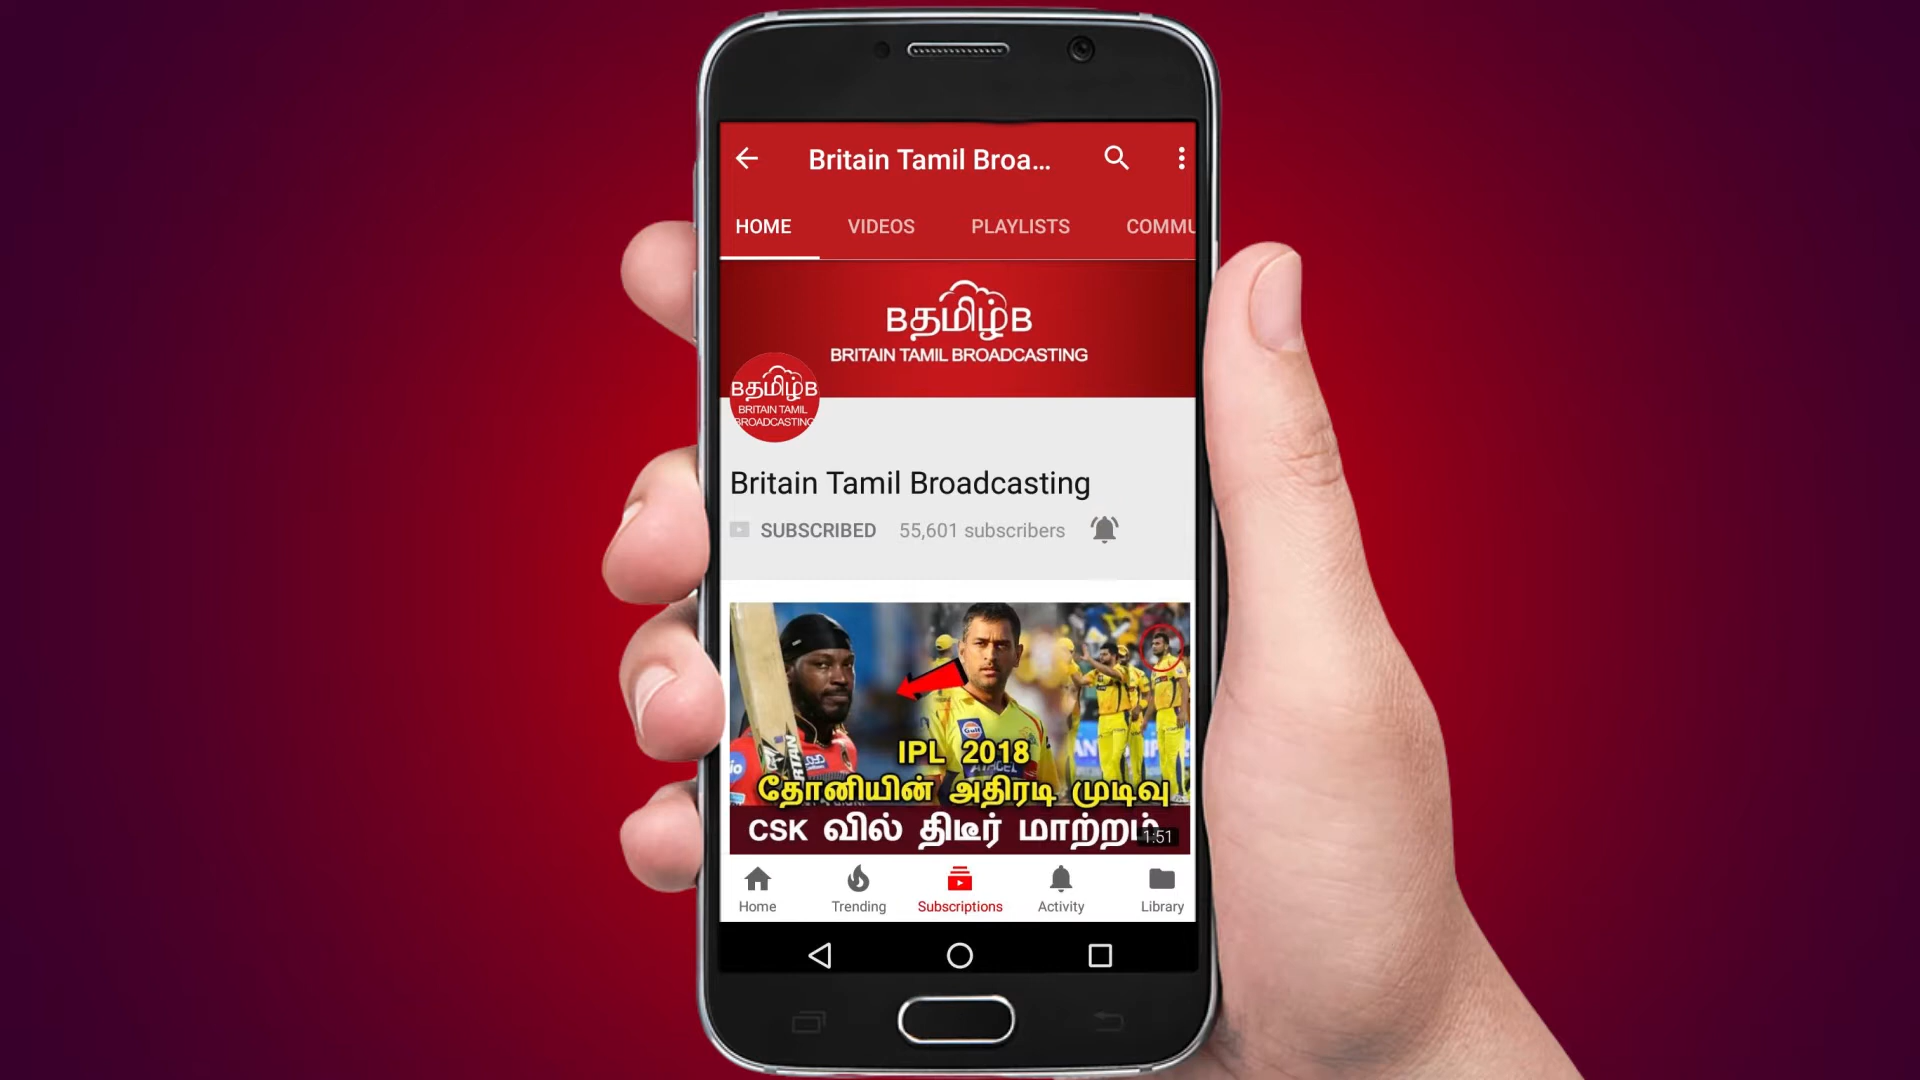 Britain Tamil Broa...
HOME VIDEOS PLAYLISTS COMMU
Bதமிழ்B
BRITAIN TAMIL BROADCASTING
Bதமிழ்B
BRITAIN TAMIL
BROADCASTING
Britain Tamil Broadcasting
SUBSCRIBED 55,601 subscribers
IPL 2018
தோனியின் அதிரடி முடிவு
CSK வில் திடீர் மாற்றம்
1:51
Home Trending Subscriptions Activity Library